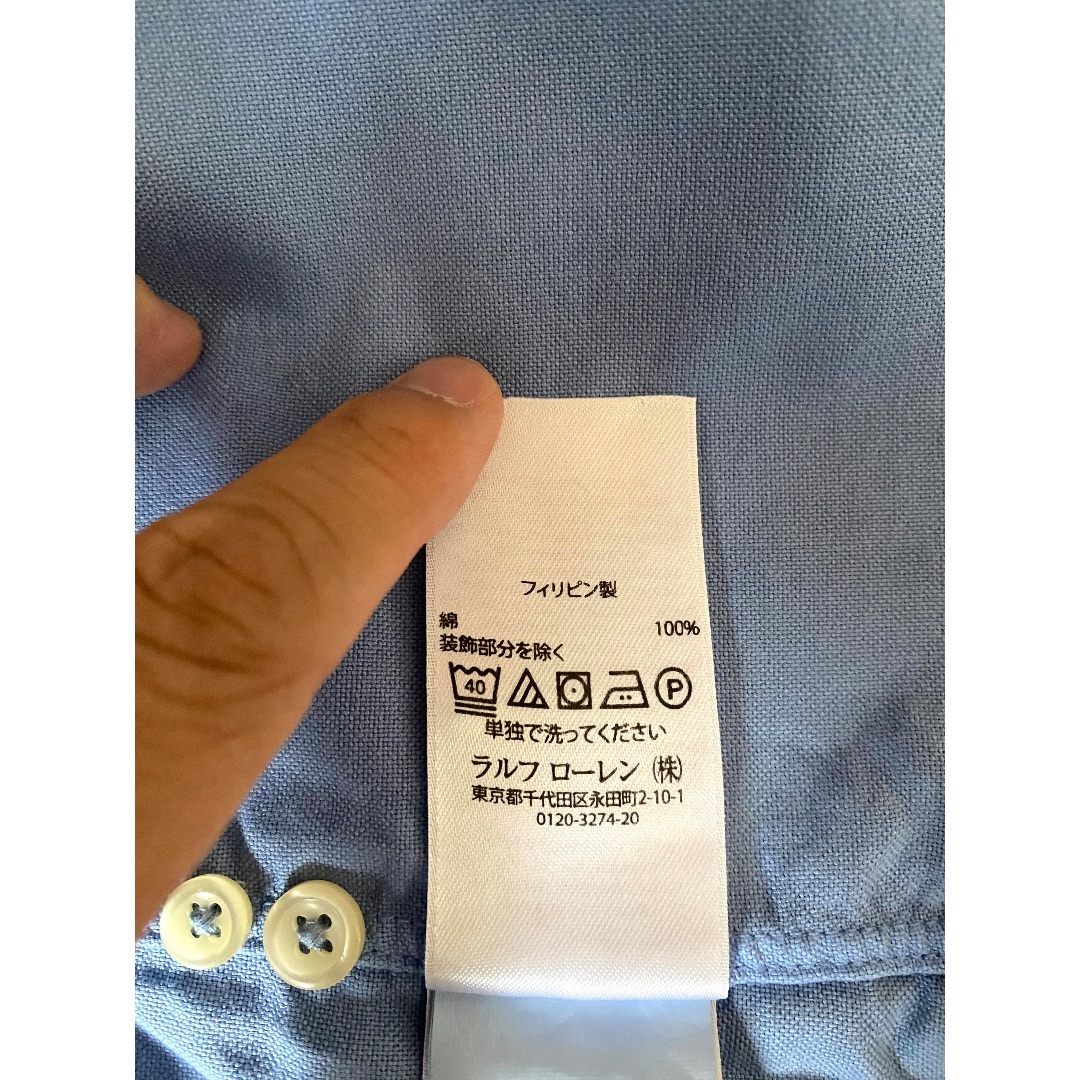 フィリピン製
綿 100%
装飾部分を除く
40 P
単独で洗ってください
ラルフ ローレン (株)
東京都千代田区永田町2-10-1
0120-3274-20